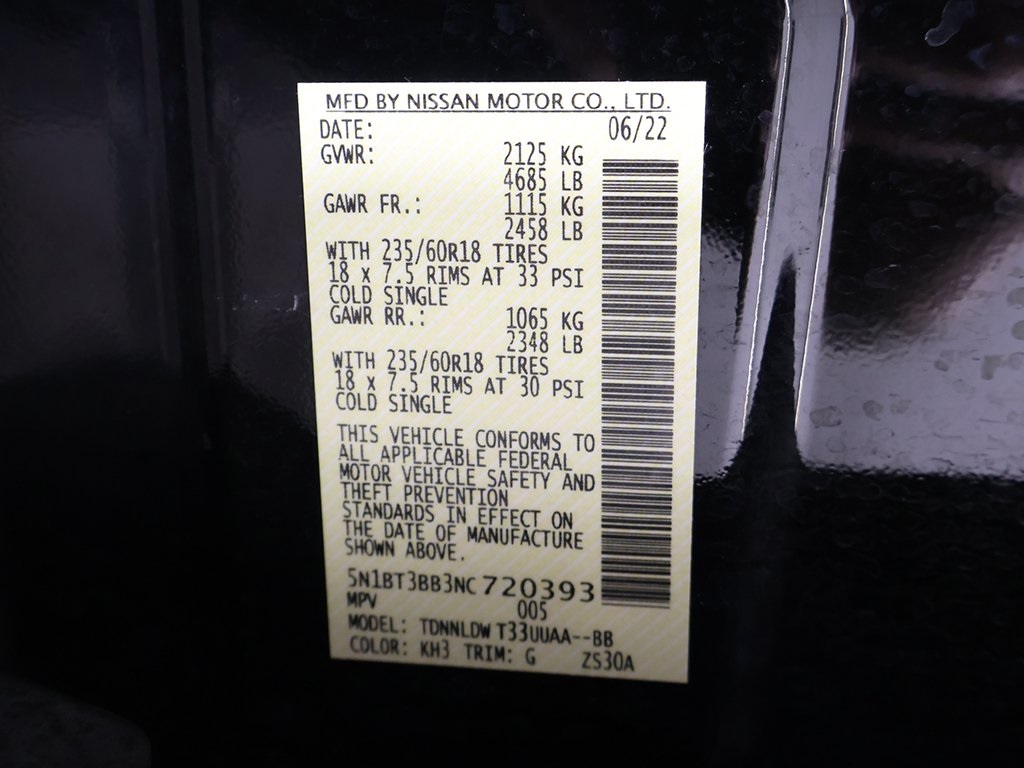 MFD BY NISSAN MOTOR CO., LTD.
DATE: 06/22
GVWR: 2125 KG
4685 LB
GAWR FR.: 1115 KG
2458 LB
WITH 235/60R18 TIRES
18 x 7.5 RIMS AT 33 PSI
COLD SINGLE
GAWR RR.: 1065 KG
2348 LB
WITH 235/60R18 TIRES
18 x 7.5 RIMS AT 30 PSI
COLD SINGLE
THIS VEHICLE CONFORMS TO
ALL APPLICABLE FEDERAL
MOTOR VEHICLE SAFETY AND
THEFT PREVENTION
STANDARDS IN EFFECT ON
THE DATE OF MANUFACTURE
SHOWN ABOVE.
5N1BT3BB3NC720393
MPV 005
MODEL: TDNNLDW T33UUAA--BB
COLOR: KH3 TRIM: G ZS30A